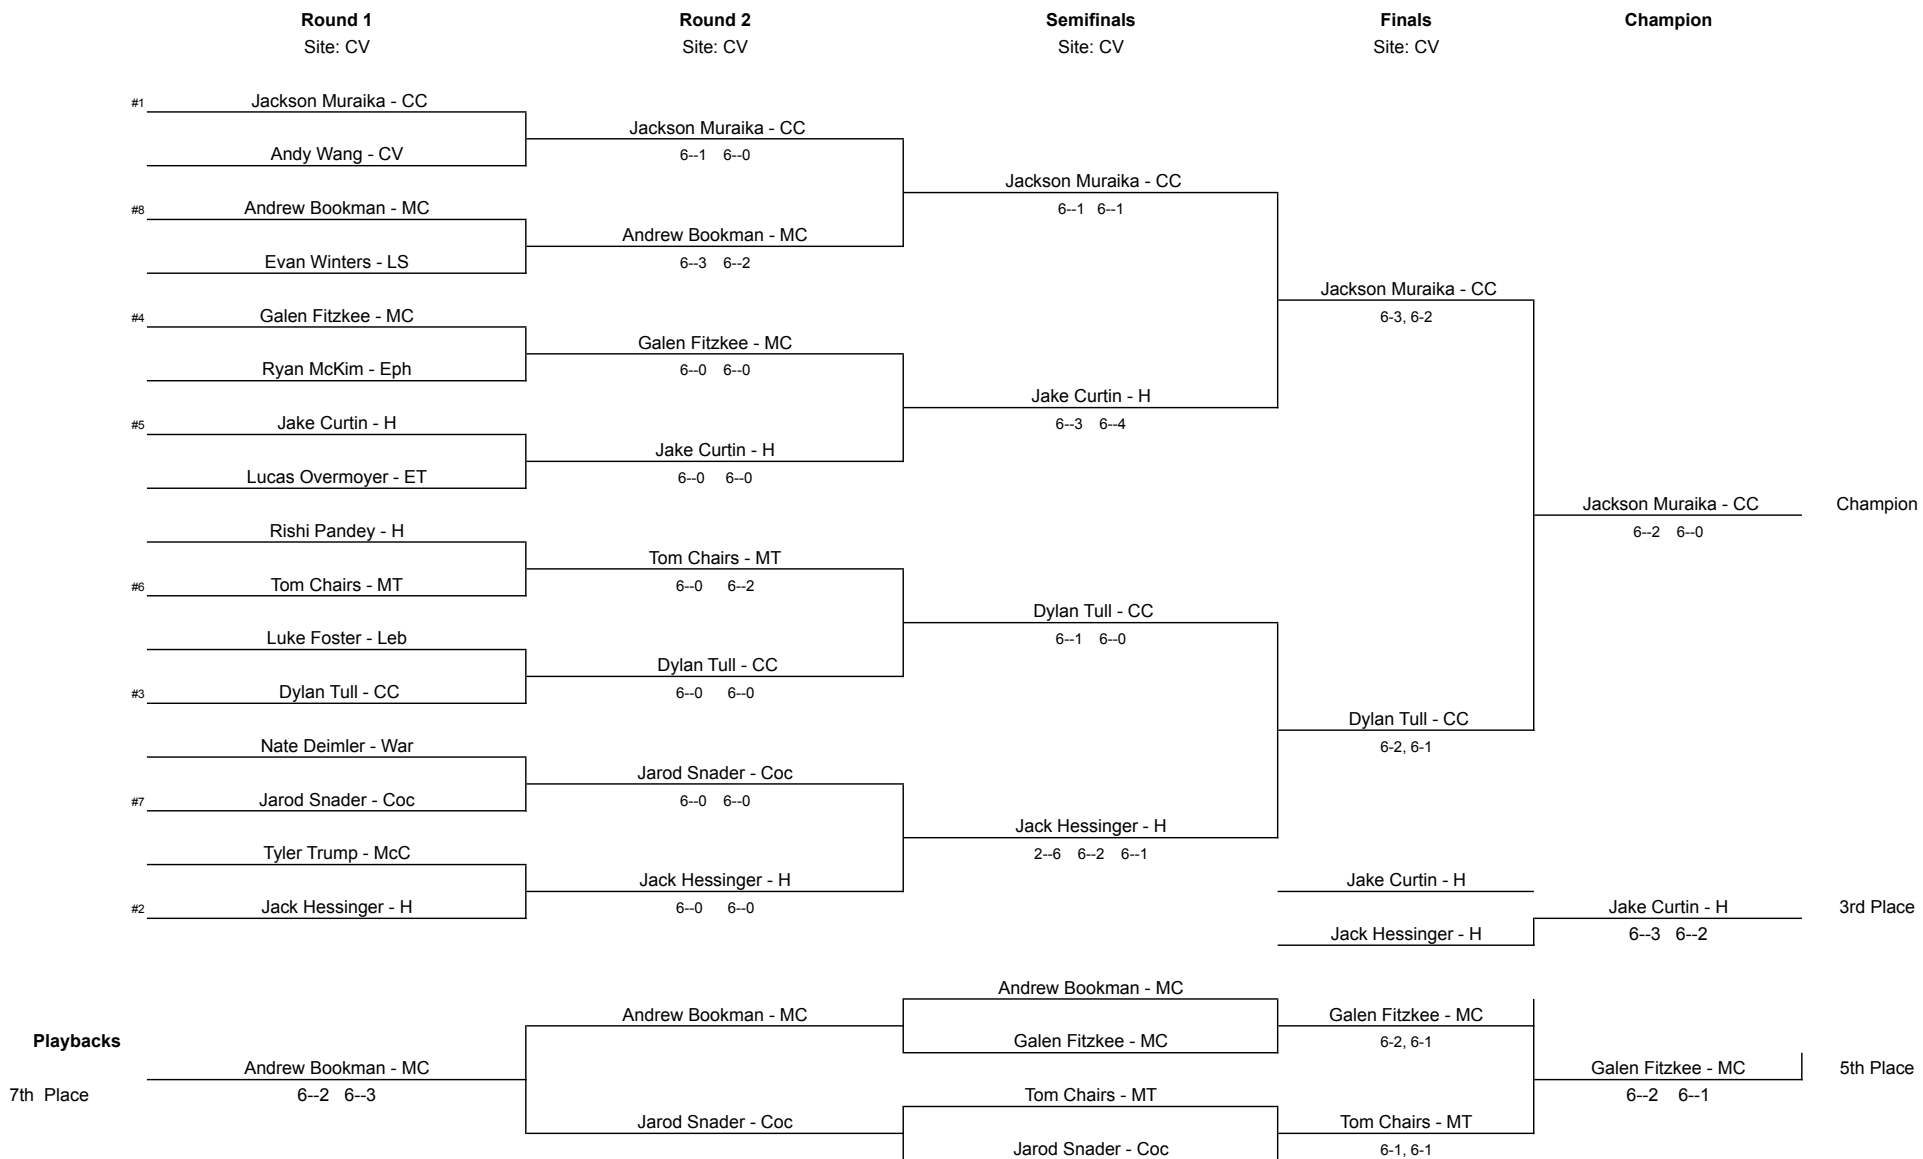 Round 1 Round 2 Semifinals Finals Champion
Site: CV Site: CV Site: CV Site: CV
#1 Jackson Muraika - CC
Jackson Muraika - CC
Andy Wang - CV 6--1 6--0
Jackson Muraika - CC
#8 Andrew Bookman - MC 6--1 6--1
Andrew Bookman - MC
Evan Winters - LS 6--3 6--2
Jackson Muraika - CC
#4 Galen Fitzkee - MC 6-3, 6-2
Galen Fitzkee - MC
Ryan McKim - Eph 6--0 6--0
Jake Curtin - H
#5 Jake Curtin - H 6--3 6--4
Jake Curtin - H
Lucas Overmoyer - ET 6--0 6--0
Jackson Muraika - CC Champion
Rishi Pandey - H 6--2 6--0
Tom Chairs - MT
#6 Tom Chairs - MT 6--0 6--2
Dylan Tull - CC
Luke Foster - Leb 6--1 6--0
Dylan Tull - CC
#3 Dylan Tull - CC 6--0 6--0
Dylan Tull - CC
Nate Deimler - War 6-2, 6-1
Jarod Snader - Coc
#7 Jarod Snader - Coc 6--0 6--0
Jack Hessinger - H
Tyler Trump - McC 2--6 6--2 6--1
Jack Hessinger - H Jake Curtin - H
#2 Jack Hessinger - H 6--0 6--0 Jake Curtin - H 3rd Place
Jack Hessinger - H 6--3 6--2
Andrew Bookman - MC
Andrew Bookman - MC Galen Fitzkee - MC
Playbacks Galen Fitzkee - MC 6-2, 6-1
Andrew Bookman - MC Galen Fitzkee - MC 5th Place
7th Place 6--2 6--3 Tom Chairs - MT 6--2 6--1
Jarod Snader - Coc Tom Chairs - MT
Jarod Snader - Coc 6-1, 6-1